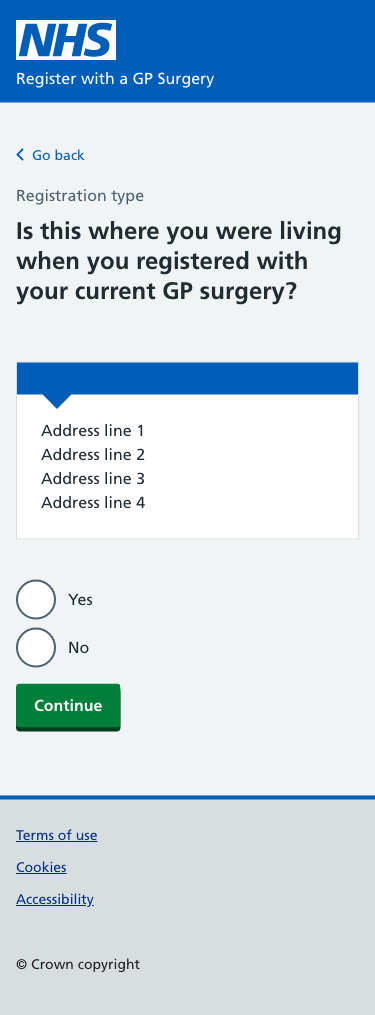 NHS
Register with a GP Surgery
Go back
Registration type
Is this where you were living
when you registered with
your current GP surgery?
Address line 1
Address line 2
Address line 3
Address line 4
Yes
No
Continue
Terms of use
Cookies
Accessibility
© Crown copyright